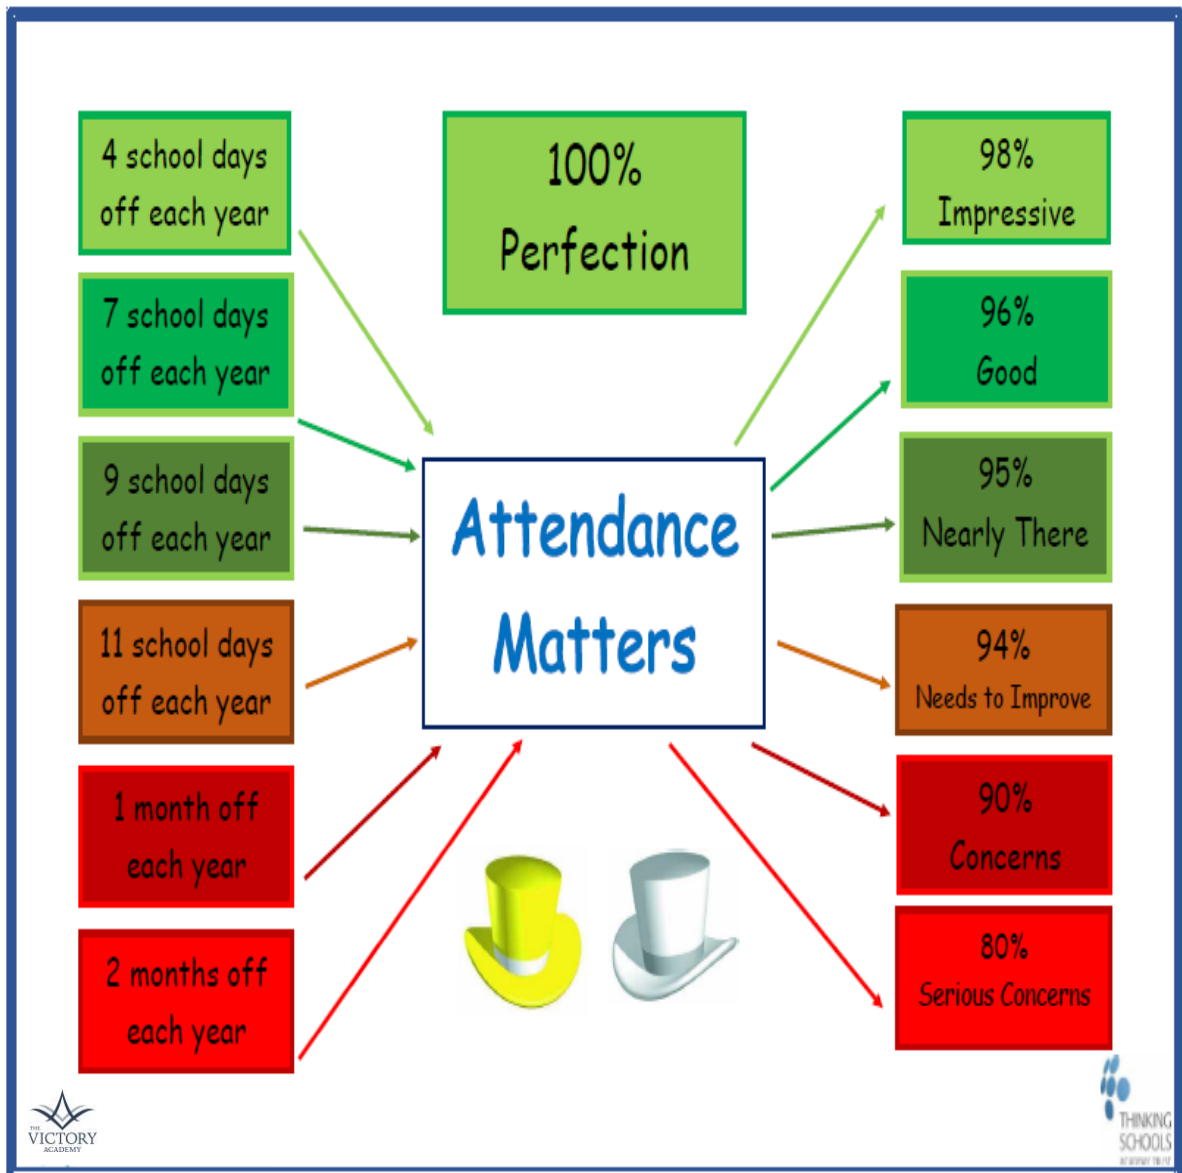 4 school days
off each year
7 school days
off each year
9 school days
off each year
11 school days
off each year
1 month off
each year
2 months off
each year
100%
Perfection
Attendance
Matters
98%
Impressive
96%
Good
95%
Nearly There
94%
Needs to Improve
90%
Concerns
80%
Serious Concerns
THE
VICTORY
ACADEMY
THINKING
SCHOOLS
ACADEMY TRUST